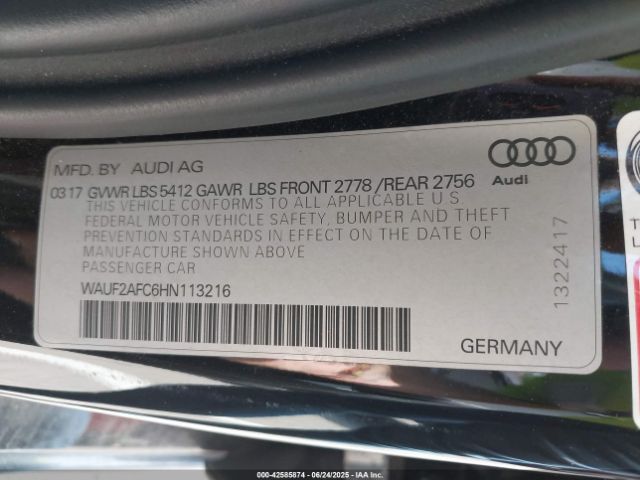 MFD. BY AUDI AG
03 17 GVWR LBS 5412 GAWR LBS FRONT 2778 / REAR 2756
THIS VEHICLE CONFORMS TO ALL APPLICABLE U.S.
FEDERAL MOTOR VEHICLE SAFETY, BUMPER AND THEFT
PREVENTION STANDARDS IN EFFECT ON THE DATE OF
MANUFACTURE SHOWN ABOVE
PASSENGER CAR
WAUF2AFC6HN113216
Audi
1322417
GERMANY
000-42585874 06/24/2025 IAAI.COM